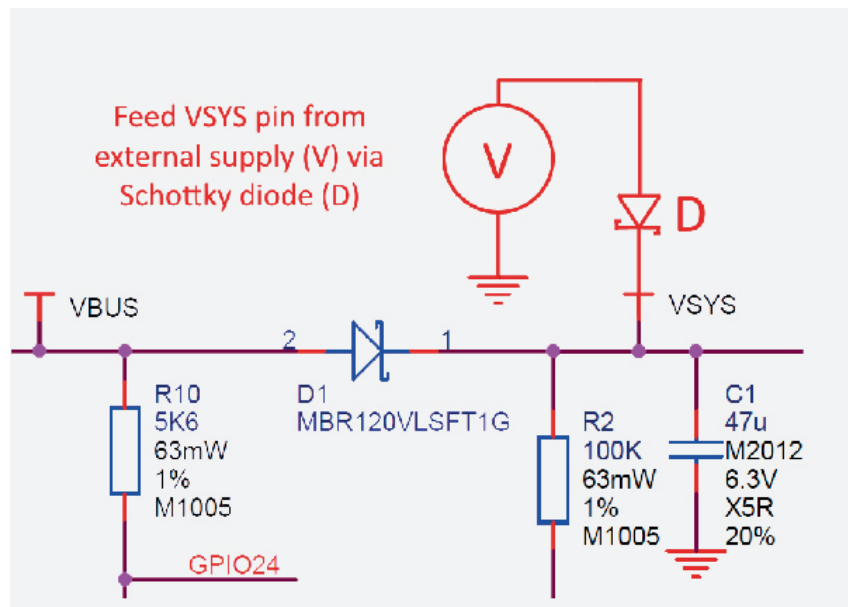 Feed VSYS pin from
external supply (V) via
Schottky diode (D)
V
D
VBUS
VSYS
2
1
R10
5K6
63mW
1%
M1005
D1
MBR120VLSFT1G
R2
100K
63mW
1%
M1005
C1
47u
M2012
6.3V
X5R
20%
GPIO24